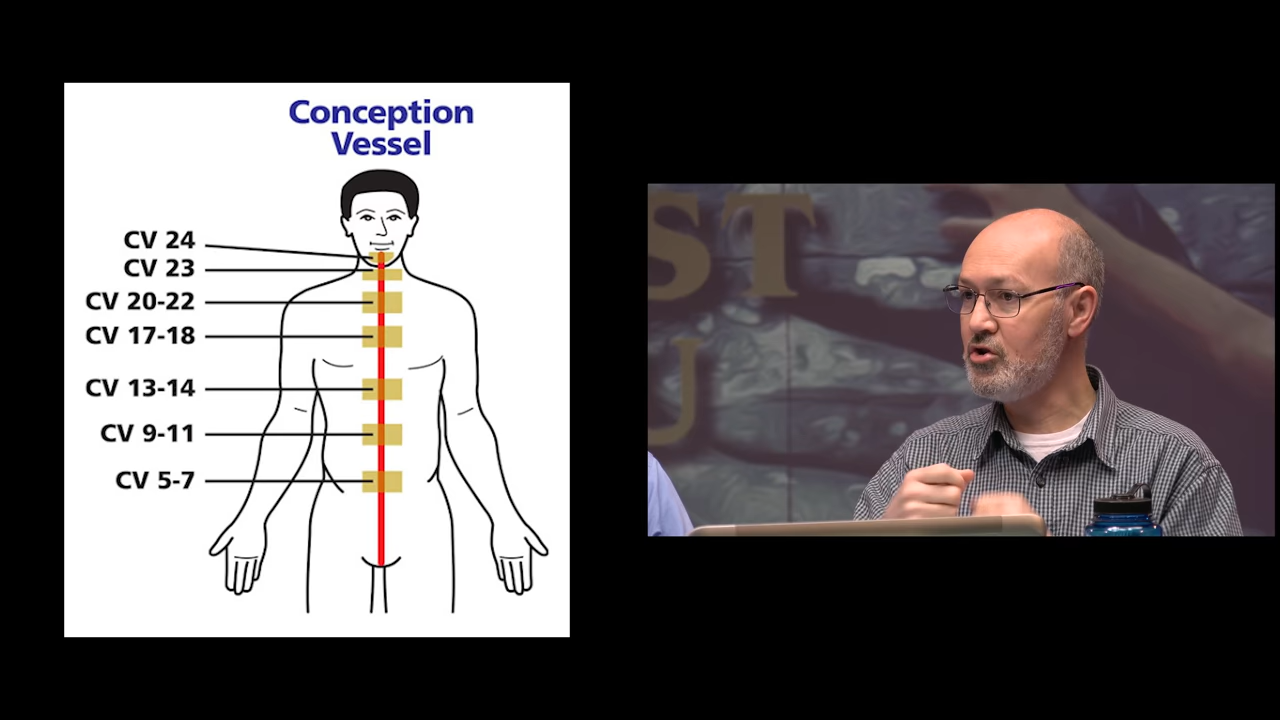 Conception
Vessel
CV 24
CV 23
CV 20-22
CV 17-18
CV 13-14
CV 9-11
CV 5-7
ST
U